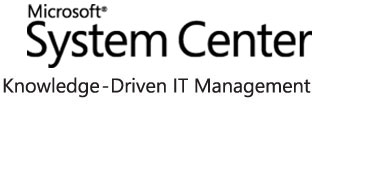 Microsoft®
System Center
Knowledge-Driven IT Management